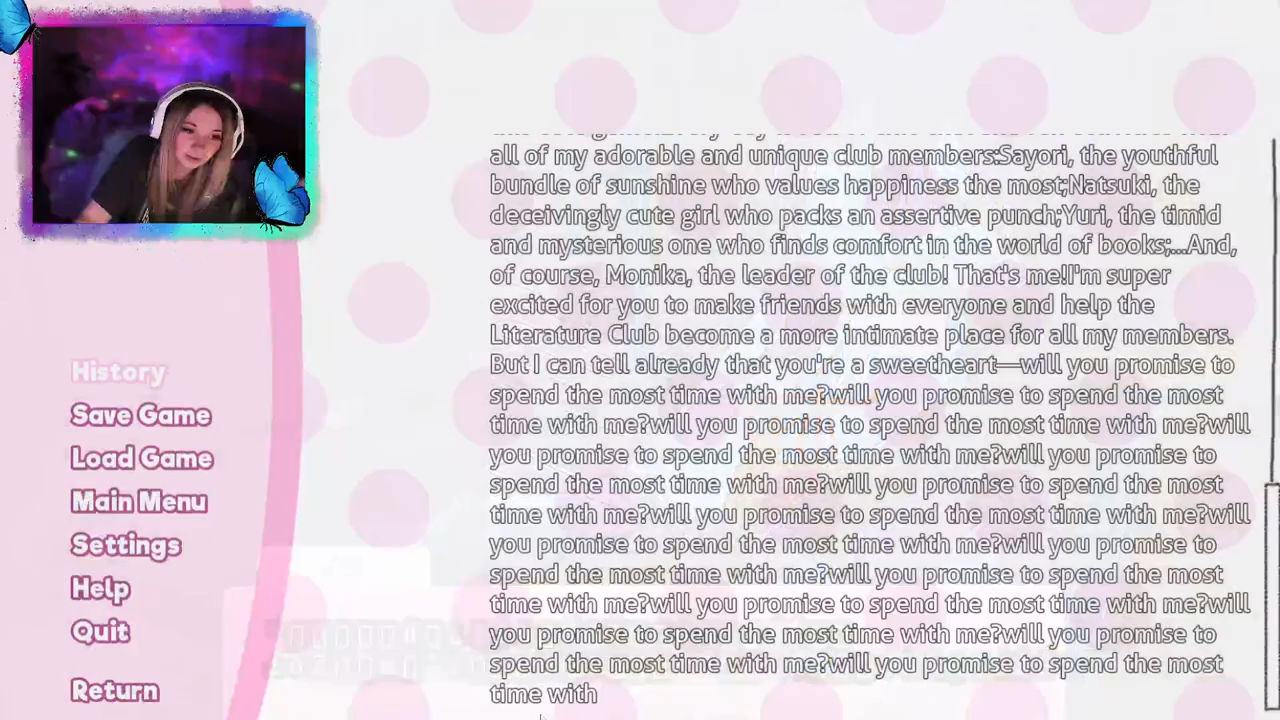 all of my adorable and unique club members:Sayori, the youthful
bundle of sunshine who values happiness the most;Natsuki, the
deceivingly cute girl who packs an assertive punch;Yuri, the timid
and mysterious one who finds comfort in the world of books;...And,
of course, Monika, the leader of the club! That's me!I'm super
excited for you to make friends with everyone and help the
Literature Club become a more intimate place for all my members.
But I can tell already that you're a sweetheart—will you promise to
spend the most time with me?will you promise to spend the most
time with me?will you promise to spend the most time with me?will
you promise to spend the most time with me?will you promise to
spend the most time with me?will you promise to spend the most
time with me?will you promise to spend the most time with me?will
you promise to spend the most time with me?will you promise to
spend the most time with me?will you promise to spend the most
time with me?will you promise to spend the most time with me?will
you promise to spend the most time with me?will you promise to
spend the most time with me?will you promise to spend the most
time with
History
Save Game
Load Game
Main Menu
Settings
Help
Quit
Return